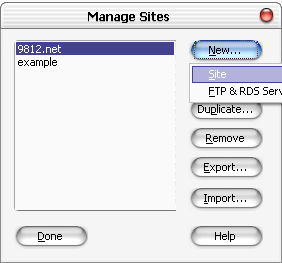 Manage Sites
9812.net
example
New...
Site
FTP & RDS Serv
Duplicate...
Remove
Export...
Import...
Done
Help